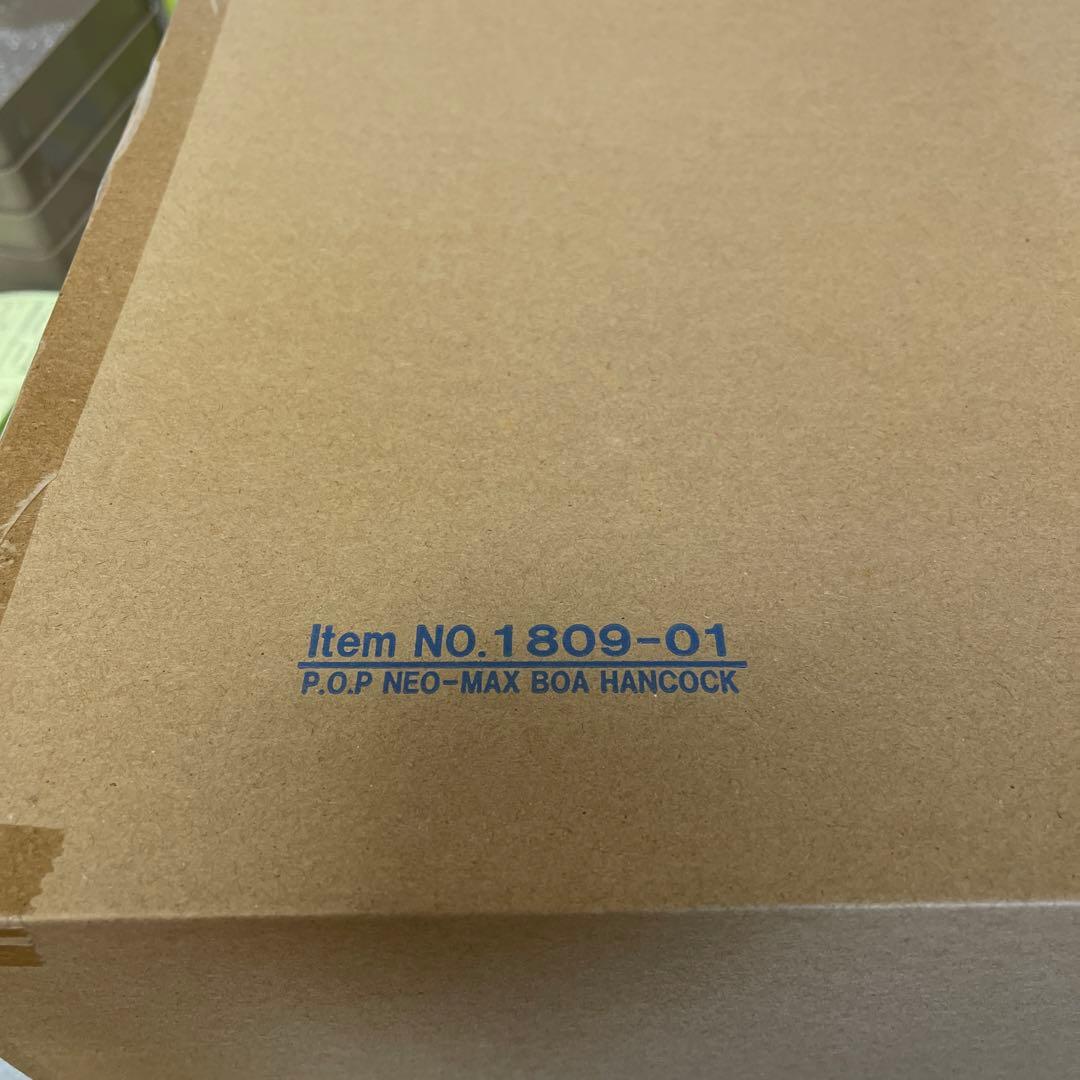 Item NO.1809-01
P.O.P NEO-MAX BOA HANCOCK